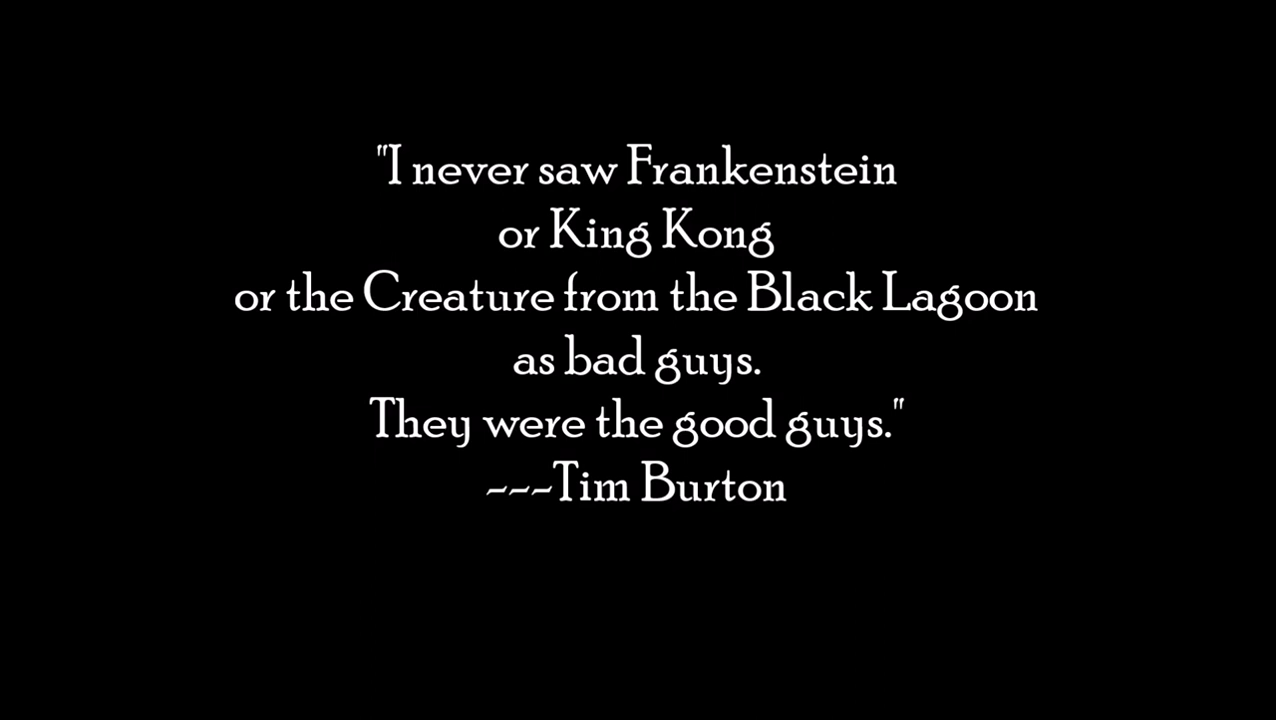 "I never saw Frankenstein
or King Kong
or the Creature from the Black Lagoon
as bad guys.
They were the good guys."
---Tim Burton